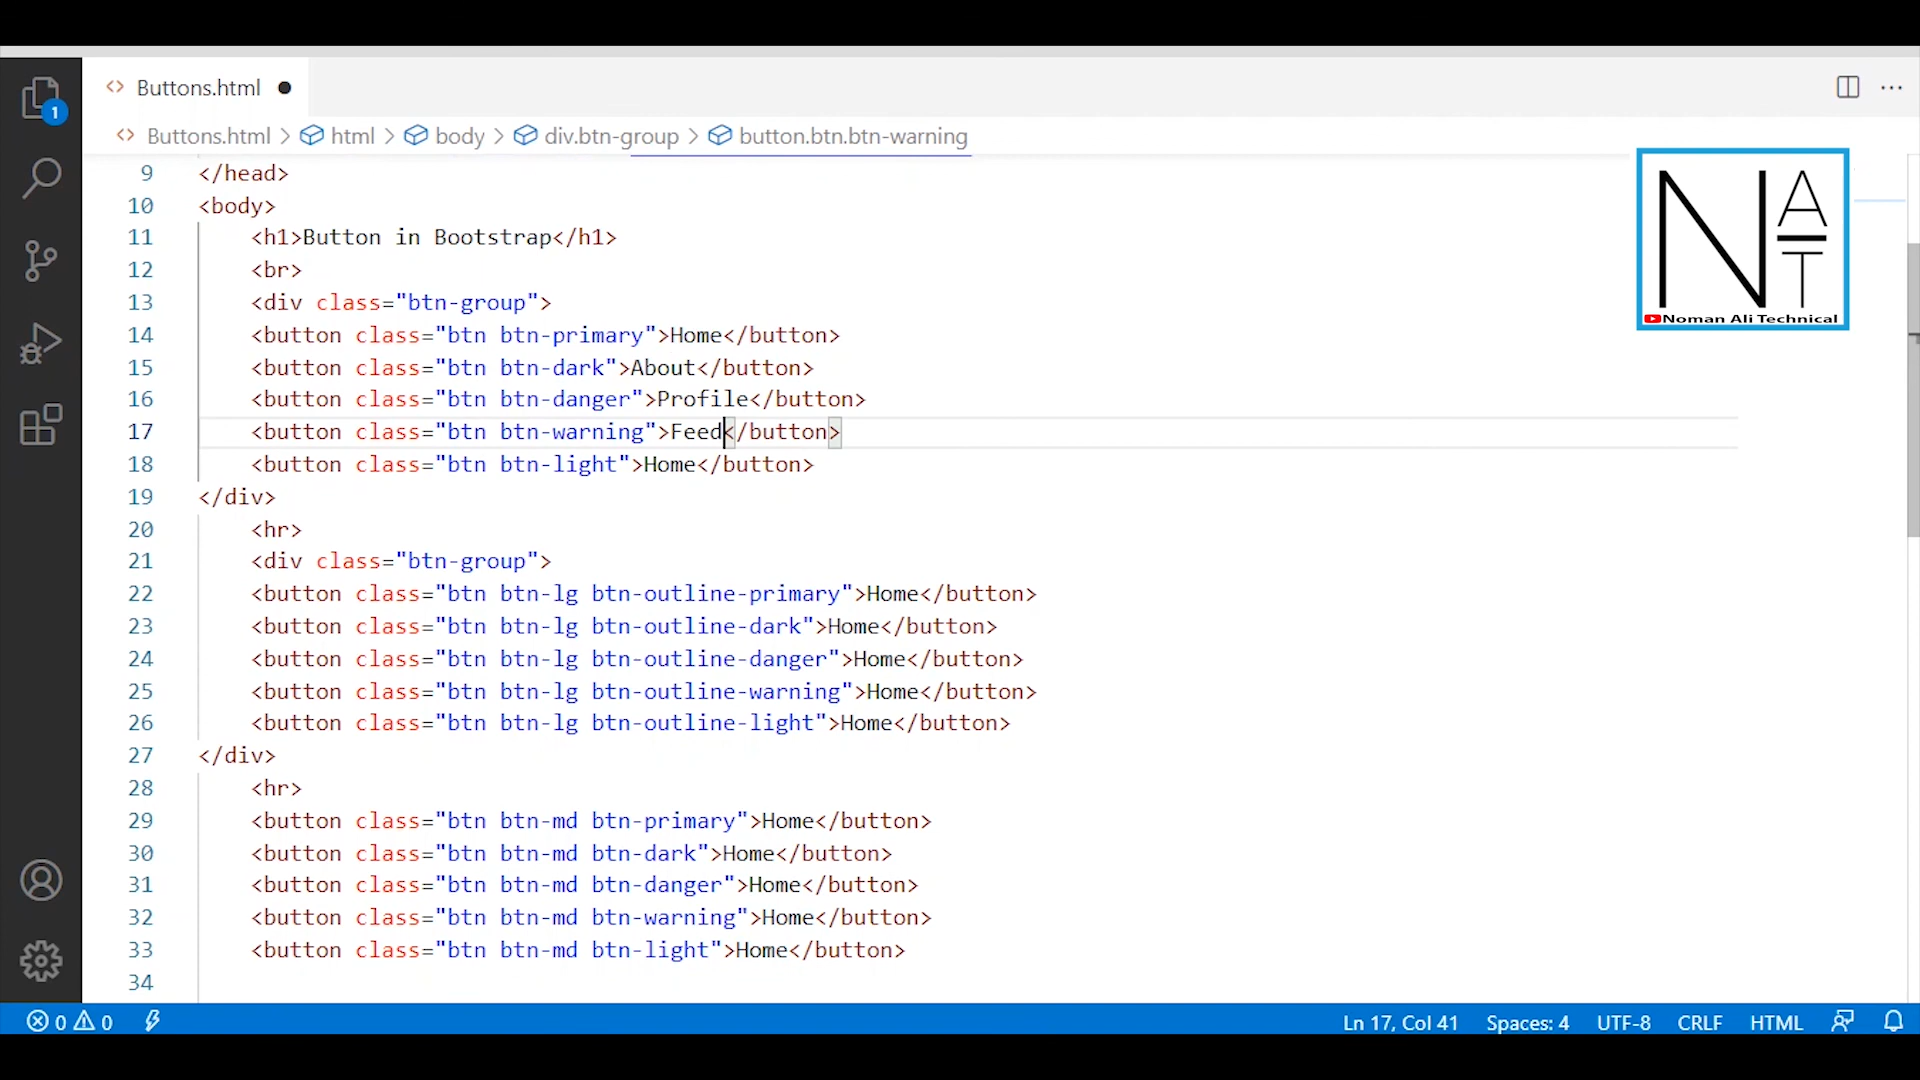 Buttons.html
Buttons.html > html > body > div.btn-group > button.btn.btn-warning
1
9 </head>
10 <body>
11 <h1>Button in Bootstrap</h1>
12 <br>
13 <div class="btn-group">
14 <button class="btn btn-primary">Home</button>
15 <button class="btn btn-dark">About</button>
16 <button class="btn btn-danger">Profile</button>
17 <button class="btn btn-warning">Feed</button>
18 <button class="btn btn-light">Home</button>
19 </div>
20 <hr>
21 <div class="btn-group">
22 <button class="btn btn-lg btn-outline-primary">Home</button>
23 <button class="btn btn-lg btn-outline-dark">Home</button>
24 <button class="btn btn-lg btn-outline-danger">Home</button>
25 <button class="btn btn-lg btn-outline-warning">Home</button>
26 <button class="btn btn-lg btn-outline-light">Home</button>
27 </div>
28 <hr>
29 <button class="btn btn-md btn-primary">Home</button>
30 <button class="btn btn-md btn-dark">Home</button>
31 <button class="btn btn-md btn-danger">Home</button>
32 <button class="btn btn-md btn-warning">Home</button>
33 <button class="btn btn-md btn-light">Home</button>
34
NAT
Noman Ali Technical
0 0 Ln 17, Col 41 Spaces: 4 UTF-8 CRLF HTML